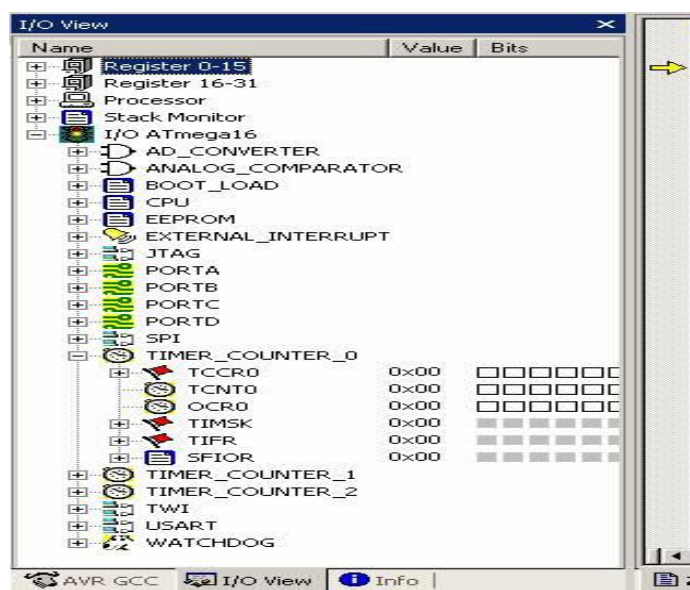 I/O View
Name Value Bits
Register 0-15
Register 16-31
Processor
Stack Monitor
I/O ATmega16
AD_CONVERTER
ANALOG_COMPARATOR
BOOT_LOAD
CPU
EEPROM
EXTERNAL_INTERRUPT
JTAG
PORTA
PORTB
PORTC
PORTD
SPI
TIMER_COUNTER_0
TCCR0 0x00
TCNT0 0x00
OCR0 0x00
TIMSK 0x00
TIFR 0x00
SFIOR 0x00
TIMER_COUNTER_1
TIMER_COUNTER_2
TWI
USART
WATCHDOG
AVR GCC I/O View Info